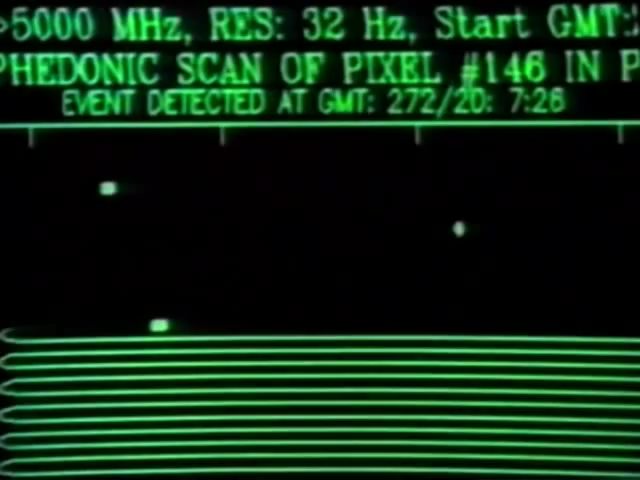 5000 MHz, RES: 32 Hz, Start GMT:
PHEDONIC SCAN OF PIXEL #146 IN P
EVENT DETECTED AT GMT: 272/20: 7:26